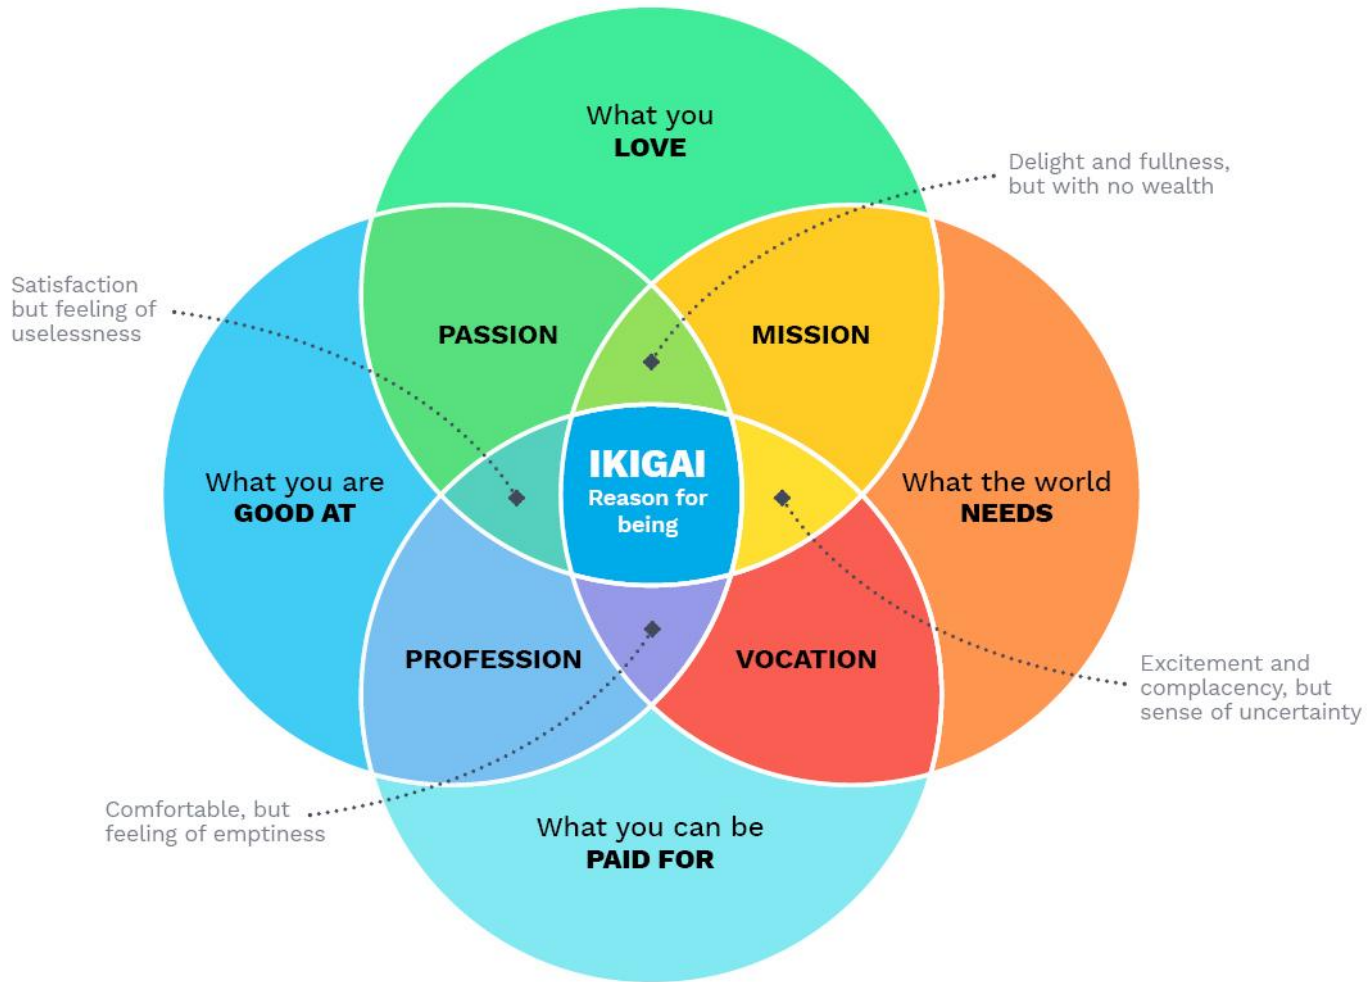 What you
LOVE
Delight and fullness,
but with no wealth
Satisfaction
but feeling of
uselessness
PASSION
MISSION
IKIGAI
Reason for
being
What you are
GOOD AT
What the world
NEEDS
PROFESSION
VOCATION
Excitement and
complacency, but
sense of uncertainty
Comfortable, but
feeling of emptiness
What you can be
PAID FOR